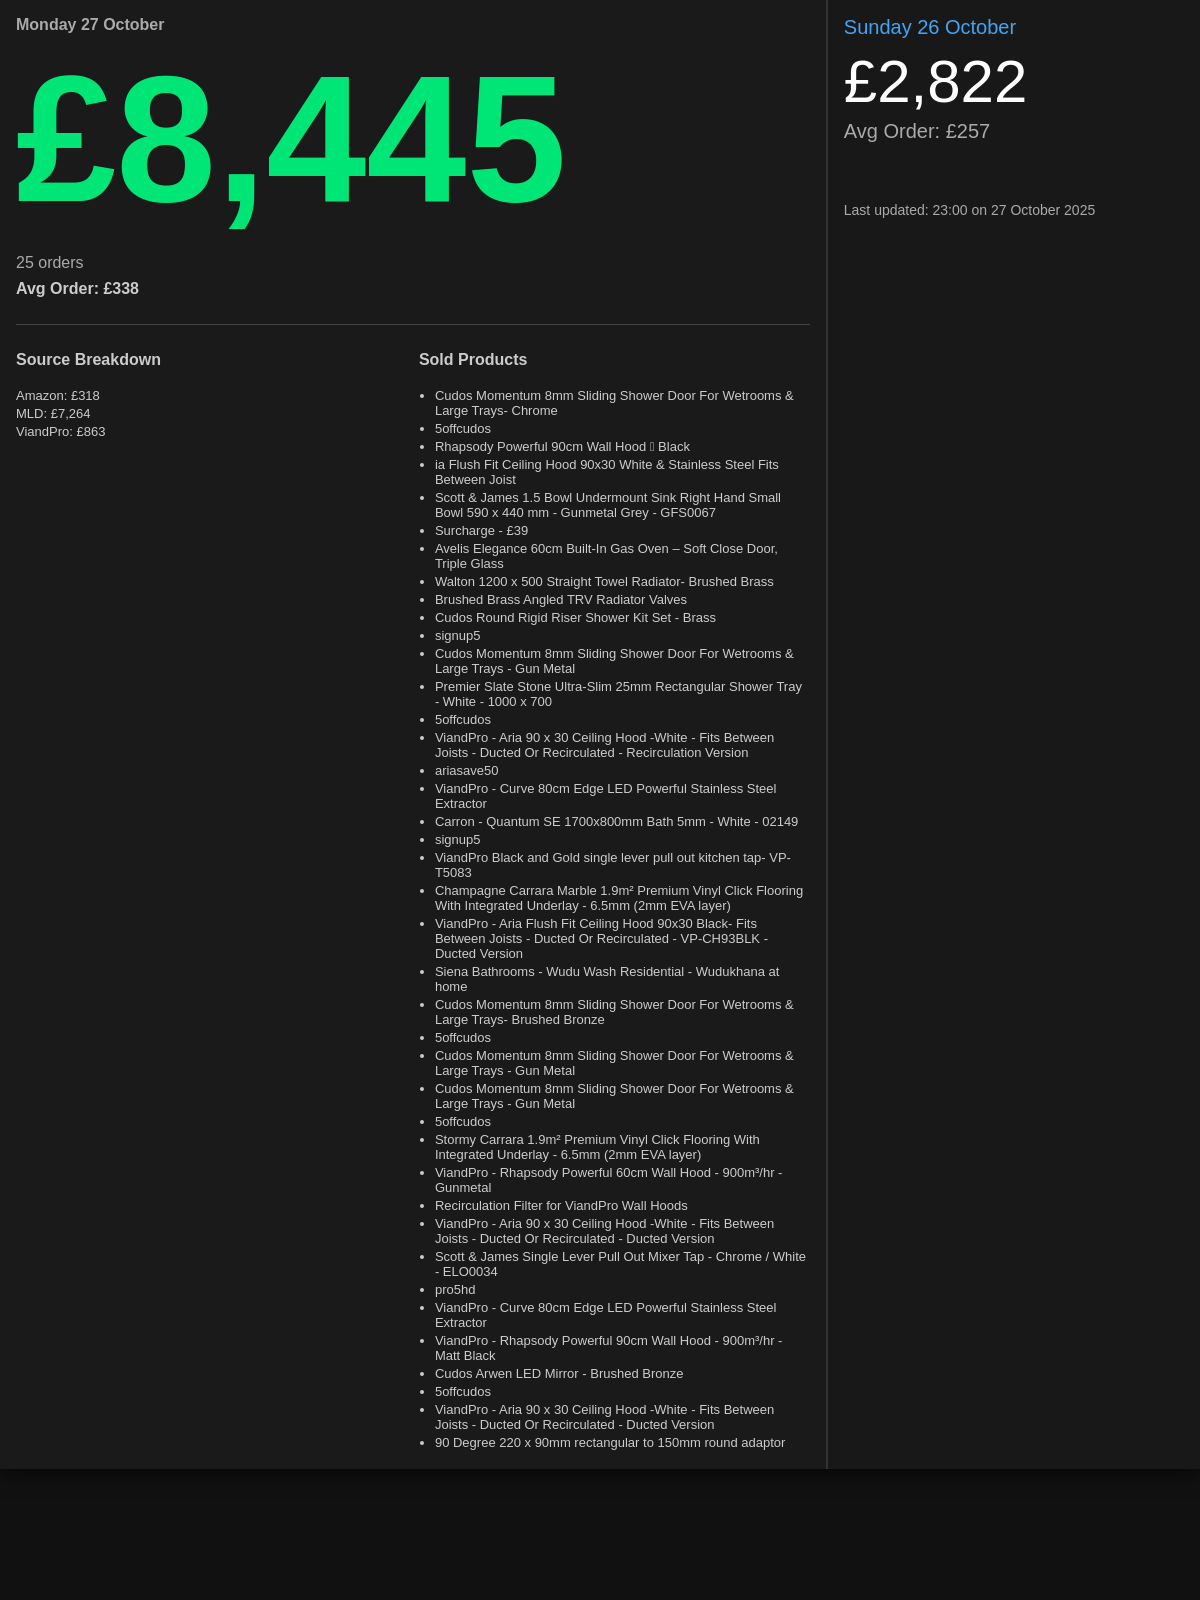 Monday 27 October
£8,445
25 orders
Avg Order: £338
Source Breakdown
Amazon: £318
MLD: £7,264
ViandPro: £863
Sold Products
• Cudos Momentum 8mm Sliding Shower Door For Wetrooms &
Large Trays- Chrome
• 5offcudos
• Rhapsody Powerful 90cm Wall Hood  Black
• ia Flush Fit Ceiling Hood 90x30 White & Stainless Steel Fits
Between Joist
• Scott & James 1.5 Bowl Undermount Sink Right Hand Small
Bowl 590 x 440 mm - Gunmetal Grey - GFS0067
• Surcharge - £39
• Avelis Elegance 60cm Built-In Gas Oven – Soft Close Door,
Triple Glass
• Walton 1200 x 500 Straight Towel Radiator- Brushed Brass
• Brushed Brass Angled TRV Radiator Valves
• Cudos Round Rigid Riser Shower Kit Set - Brass
• signup5
• Cudos Momentum 8mm Sliding Shower Door For Wetrooms &
Large Trays - Gun Metal
• Premier Slate Stone Ultra-Slim 25mm Rectangular Shower Tray
- White - 1000 x 700
• 5offcudos
• ViandPro - Aria 90 x 30 Ceiling Hood -White - Fits Between
Joists - Ducted Or Recirculated - Recirculation Version
• ariasave50
• ViandPro - Curve 80cm Edge LED Powerful Stainless Steel
Extractor
• Carron - Quantum SE 1700x800mm Bath 5mm - White - 02149
• signup5
• ViandPro Black and Gold single lever pull out kitchen tap- VP-
T5083
• Champagne Carrara Marble 1.9m² Premium Vinyl Click Flooring
With Integrated Underlay - 6.5mm (2mm EVA layer)
• ViandPro - Aria Flush Fit Ceiling Hood 90x30 Black- Fits
Between Joists - Ducted Or Recirculated - VP-CH93BLK -
Ducted Version
• Siena Bathrooms - Wudu Wash Residential - Wudukhana at
home
• Cudos Momentum 8mm Sliding Shower Door For Wetrooms &
Large Trays- Brushed Bronze
• 5offcudos
• Cudos Momentum 8mm Sliding Shower Door For Wetrooms &
Large Trays - Gun Metal
• Cudos Momentum 8mm Sliding Shower Door For Wetrooms &
Large Trays - Gun Metal
• 5offcudos
• Stormy Carrara 1.9m² Premium Vinyl Click Flooring With
Integrated Underlay - 6.5mm (2mm EVA layer)
• ViandPro - Rhapsody Powerful 60cm Wall Hood - 900m³/hr -
Gunmetal
• Recirculation Filter for ViandPro Wall Hoods
• ViandPro - Aria 90 x 30 Ceiling Hood -White - Fits Between
Joists - Ducted Or Recirculated - Ducted Version
• Scott & James Single Lever Pull Out Mixer Tap - Chrome / White
- ELO0034
• pro5hd
• ViandPro - Curve 80cm Edge LED Powerful Stainless Steel
Extractor
• ViandPro - Rhapsody Powerful 90cm Wall Hood - 900m³/hr -
Matt Black
• Cudos Arwen LED Mirror - Brushed Bronze
• 5offcudos
• ViandPro - Aria 90 x 30 Ceiling Hood -White - Fits Between
Joists - Ducted Or Recirculated - Ducted Version
• 90 Degree 220 x 90mm rectangular to 150mm round adaptor
Sunday 26 October
£2,822
Avg Order: £257
Last updated: 23:00 on 27 October 2025